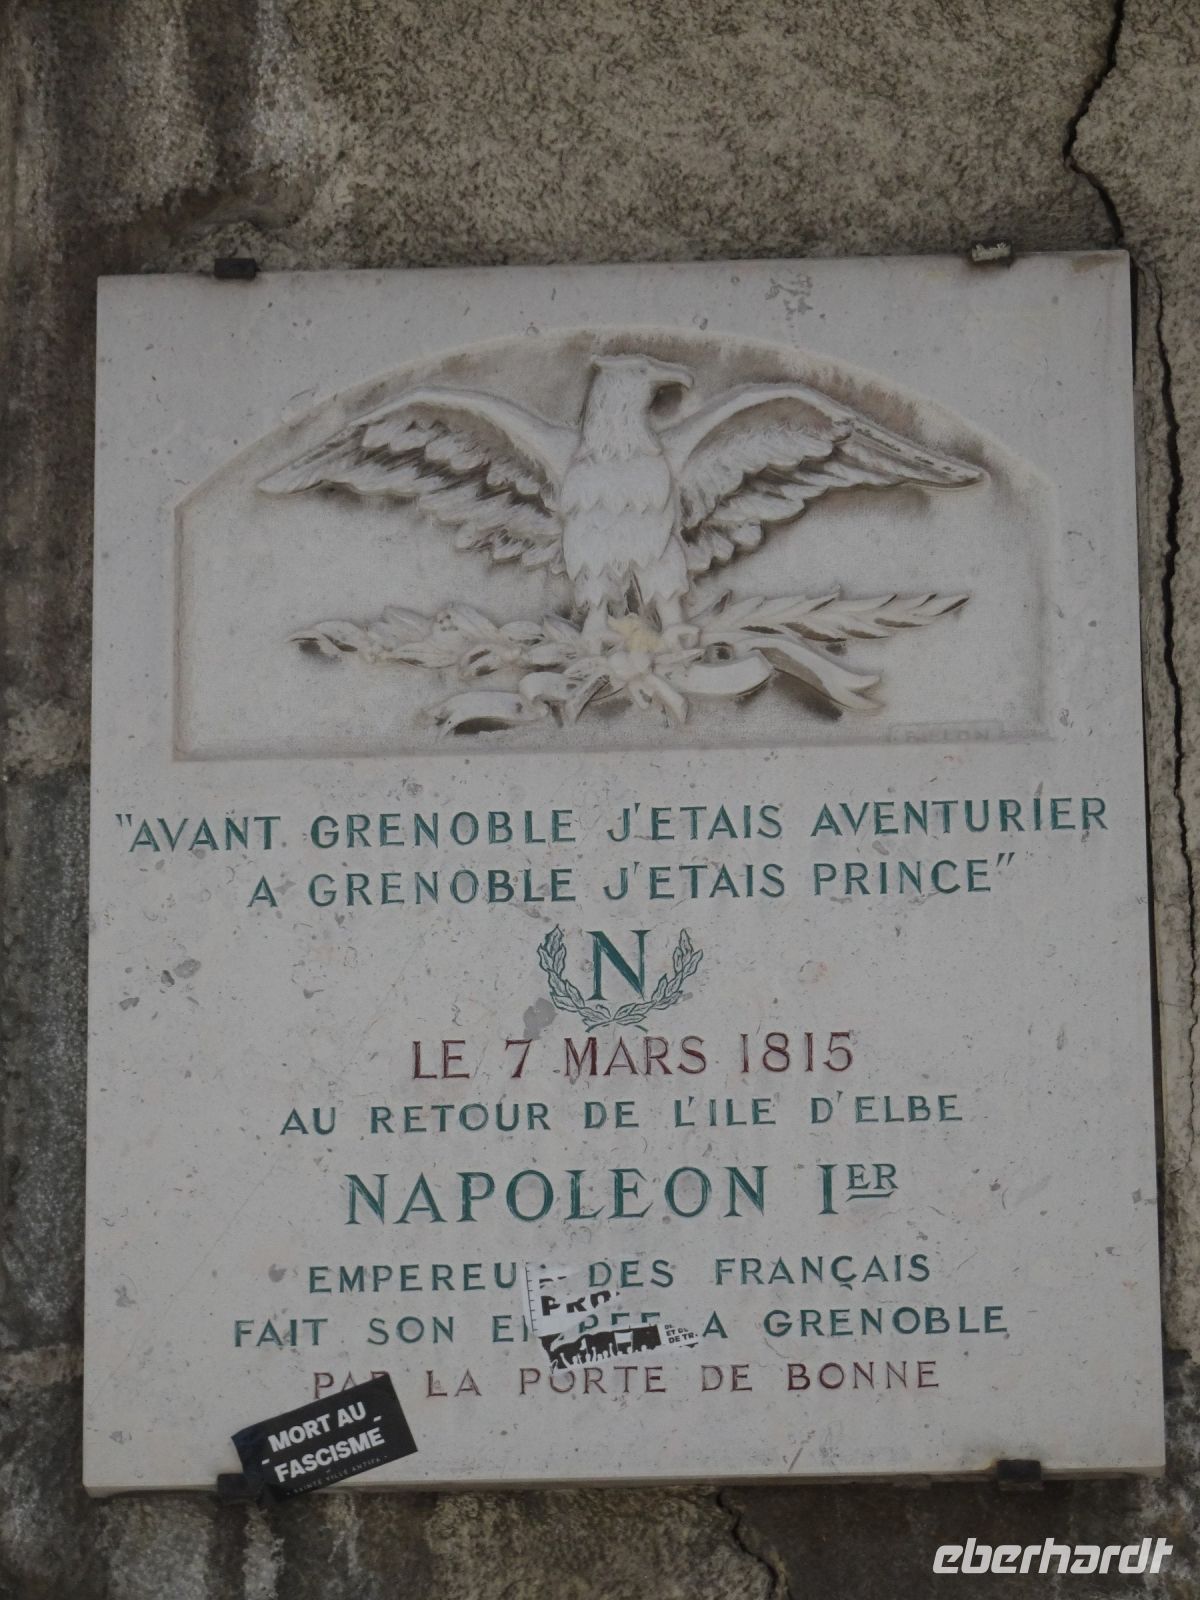 "AVANT GRENOBLE J'ETAIS AVENTURIER
A GRENOBLE J'ETAIS PRINCE"
N
LE 7 MARS 1815
AU RETOUR DE L'ILE D'ELBE
NAPOLEON IER
EMPEREU DES FRANÇAIS
FAIT SON A GRENOBLE
PAR LA PORTE DE BONNE
MORT AU
FASCISME
eberhardt